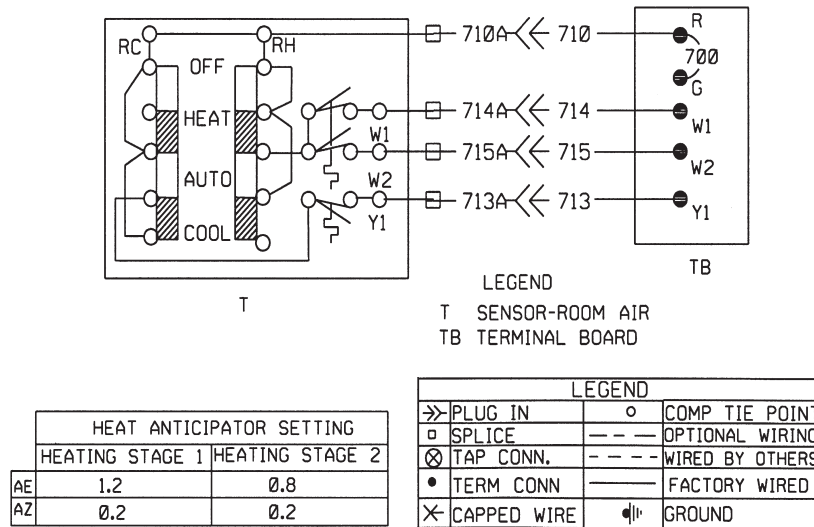 RC RH
OFF
HEAT
AUTO
COOL
W1
W2
Y1
T
710A 710
714A 714
715A 715
713A 713
R
700
G
W1
W2
Y1
TB
LEGEND
T SENSOR-ROOM AIR
TB TERMINAL BOARD
HEAT ANTICIPATOR SETTING
HEATING STAGE 1 HEATING STAGE 2
AE 1.2 0.8
AZ 0.2 0.2
LEGEND
PLUG IN COMP TIE POINT
SPLICE OPTIONAL WIRING
TAP CONN. WIRED BY OTHERS
TERM CONN FACTORY WIRED
CAPPED WIRE GROUND